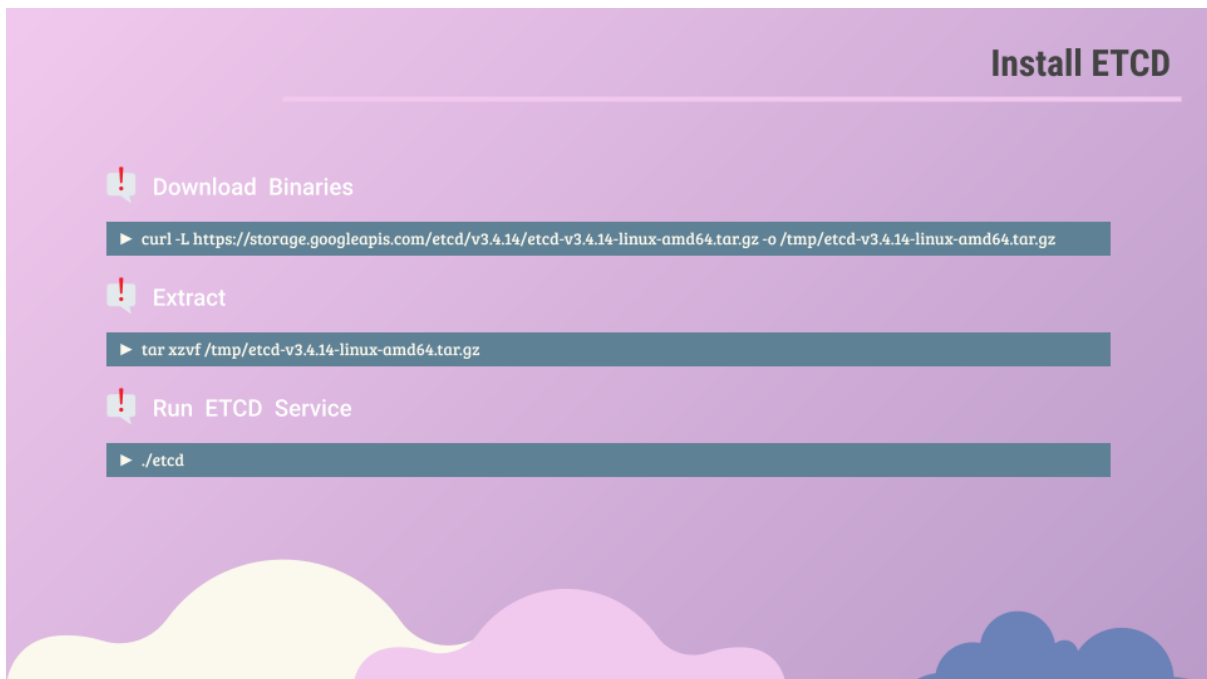 Install ETCD
Download Binaries
► curl -L https://storage.googleapis.com/etcd/v3.4.14/etcd-v3.4.14-linux-amd64.tar.gz -o /tmp/etcd-v3.4.14-linux-amd64.tar.gz
Extract
► tar xzvf /tmp/etcd-v3.4.14-linux-amd64.tar.gz
Run ETCD Service
► ./etcd